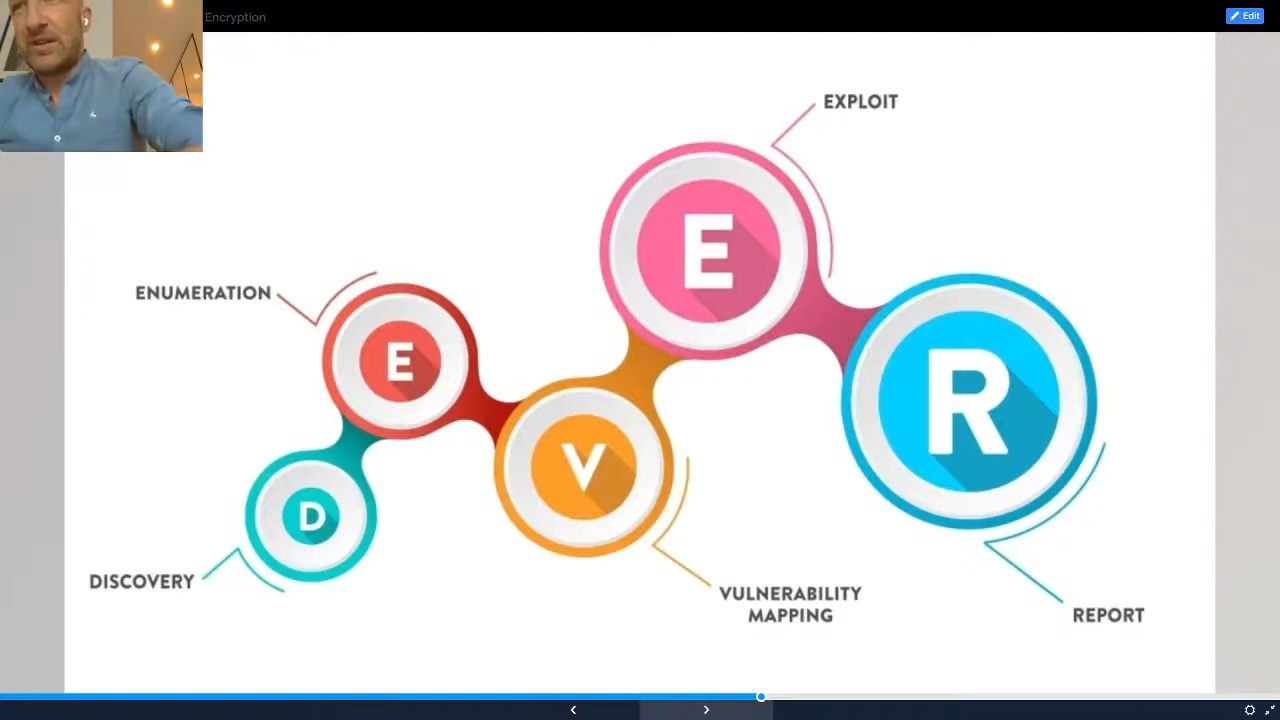 Encryption
Edit
EXPLOIT
E
ENUMERATION
E
R
V
D
DISCOVERY
VULNERABILITY
MAPPING
REPORT